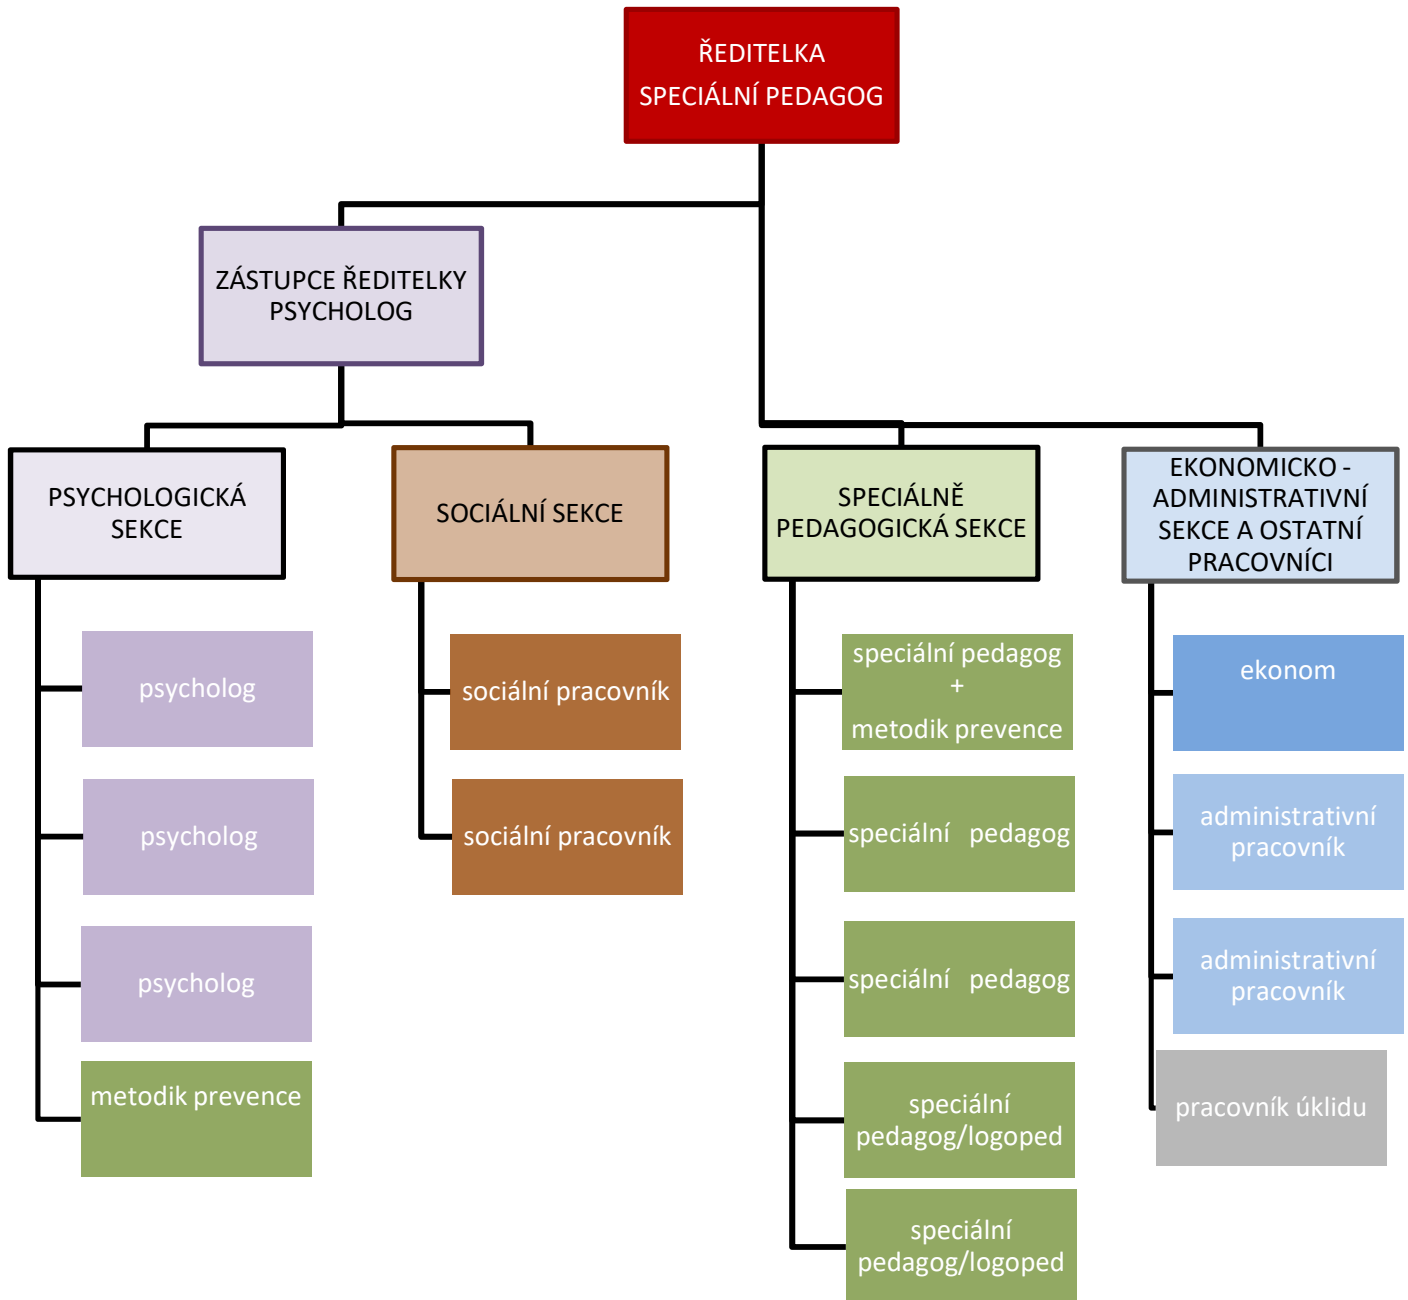 ŘEDITELKA
SPECIÁLNÍ PEDAGOG
ZÁSTUPCE ŘEDITELKY
PSYCHOLOG
PSYCHOLOGICKÁ
SEKCE
SOCIÁLNÍ SEKCE
SPECIÁLNĚ
PEDAGOGICKÁ SEKCE
EKONOMICKO -
ADMINISTRATIVNÍ
SEKCE A OSTATNÍ
PRACOVNÍCI
psycholog
psycholog
psycholog
metodik prevence
sociální pracovník
sociální pracovník
speciální pedagog
+
metodik prevence
speciální pedagog
speciální pedagog
speciální
pedagog/logoped
speciální
pedagog/logoped
ekonom
administrativní
pracovník
administrativní
pracovník
pracovník úklidu